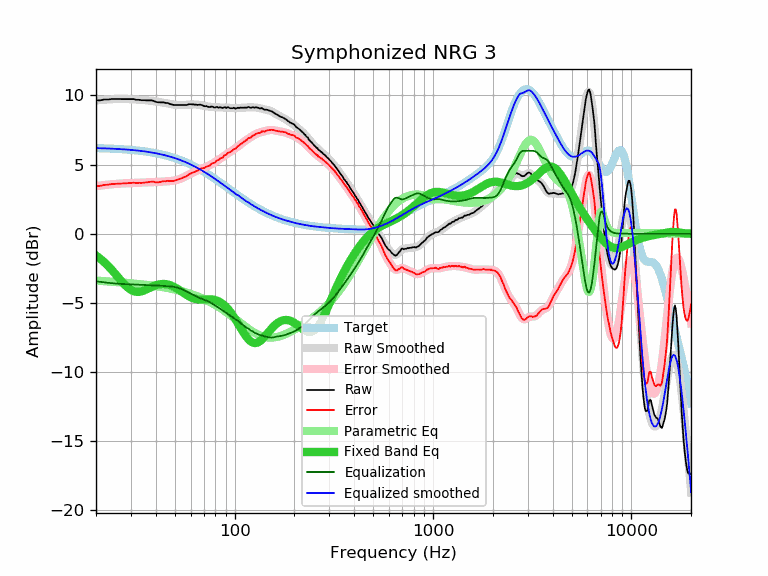 Symphonized NRG 3
Amplitude (dBr)
10
5
0
−5
−10
−15
−20
Target
Raw Smoothed
Error Smoothed
Raw
Error
Parametric Eq
Fixed Band Eq
Equalization
Equalized smoothed
100
1000
10000
Frequency (Hz)